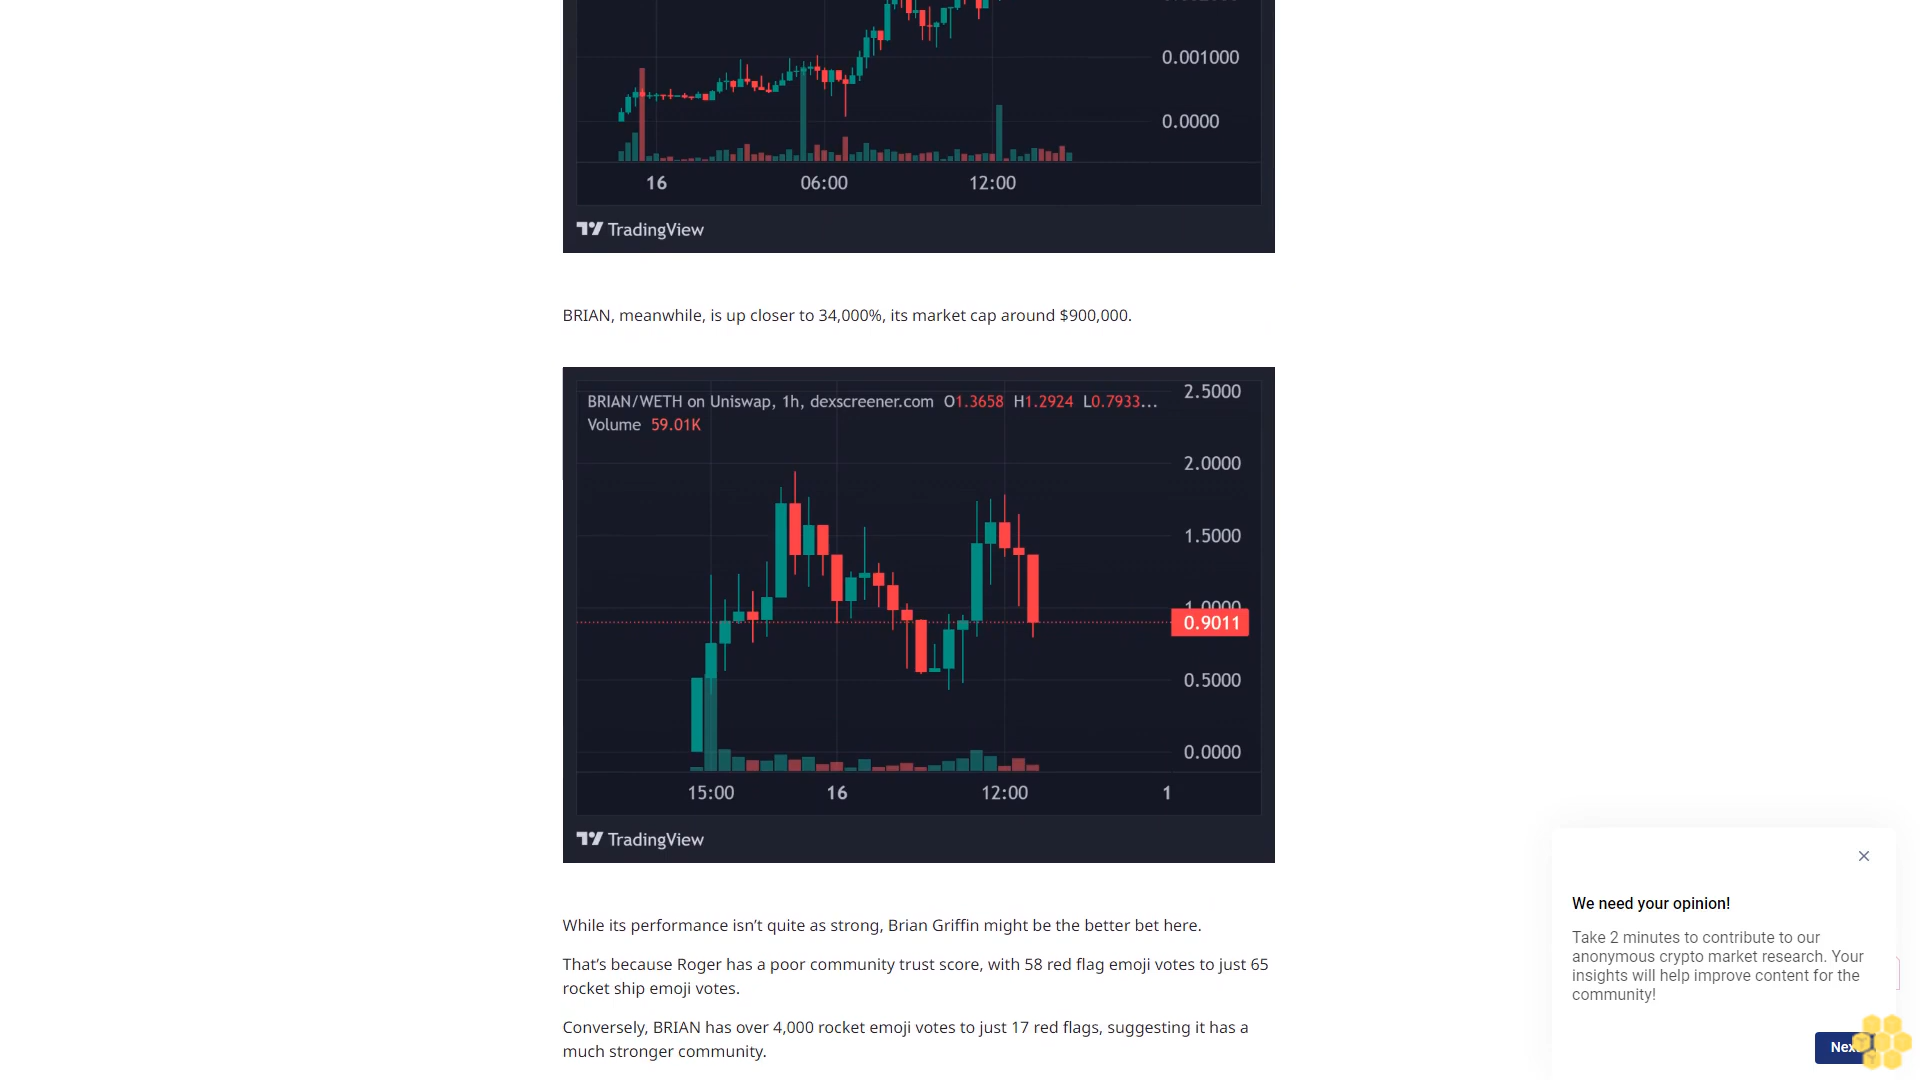 0.001000
0.0000
16 06:00 12:00
TradingView
BRIAN, meanwhile, is up closer to 34,000%, its market cap around $900,000.
BRIAN/WETH on Uniswap, 1h, dexscreener.com O1.3658 H1.2924 L0.7933...
Volume 59.01K
2.5000
2.0000
1.5000
1.0000
0.9011
0.5000
0.0000
15:00 16 12:00 1
TradingView
While its performance isn’t quite as strong, Brian Griffin might be the better bet here.
That’s because Roger has a poor community trust score, with 58 red flag emoji votes to just 65
rocket ship emoji votes.
Conversely, BRIAN has over 4,000 rocket emoji votes to just 17 red flags, suggesting it has a
much stronger community.
We need your opinion!
Take 2 minutes to contribute to our
anonymous crypto market research. Your
insights will help improve content for the
community!